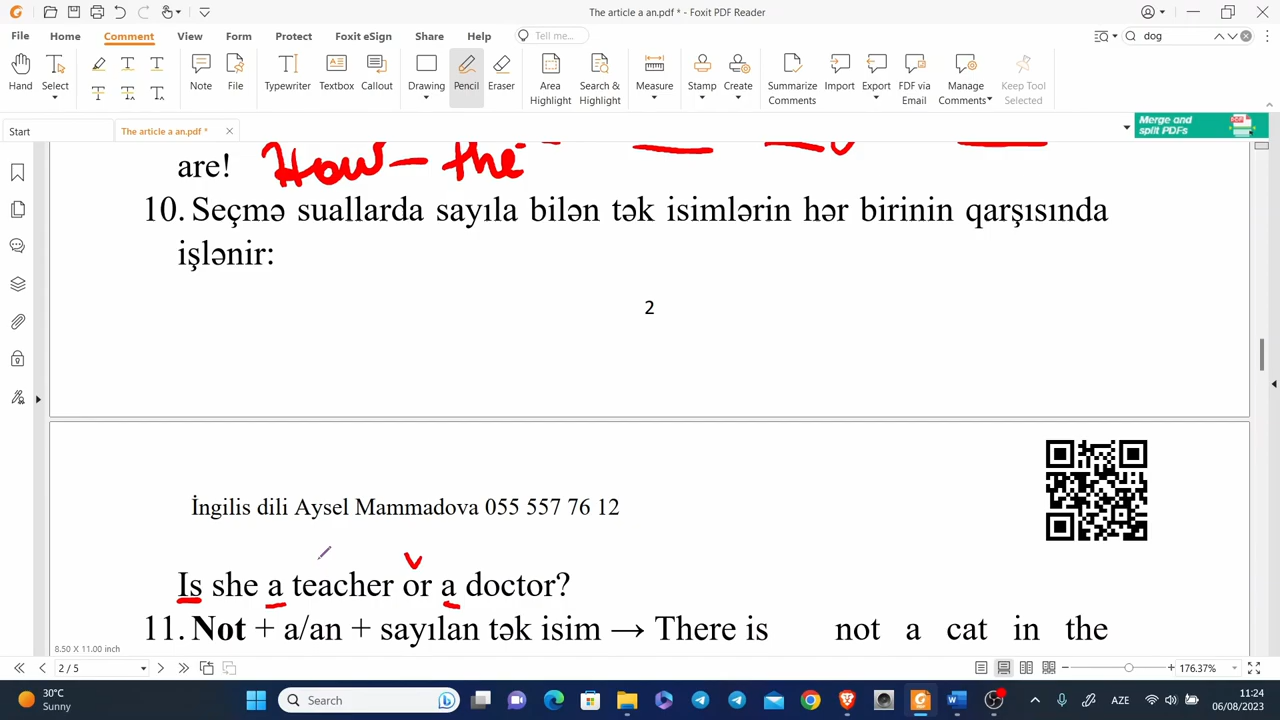 The article a an.pdf * - Foxit PDF Reader
File Home Comment View Form Protect Foxit eSign Share Help Tell me... dog
Hand Select Note File Typewriter Textbox Callout Drawing Pencil Eraser Area Highlight Search & Highlight Measure Stamp Create Summarize Comments Import Export FDF via Email Manage Comments Keep Tool Selected
Start The article a an.pdf * Merge and split PDFs
are! How – the
10. Seçmə suallarda sayıla bilən tək isimlərin hər birinin qarşısında
işlənir:
2
İngilis dili Aysel Mammadova 055 557 76 12
v
Is she a teacher or a doctor?
11. Not + a/an + sayılan tək isim → There is not a cat in the
8.50 x 11.00 inch
2 / 5 176.37%
30°C
Sunny
Search
AZE
11:24
06/08/2023